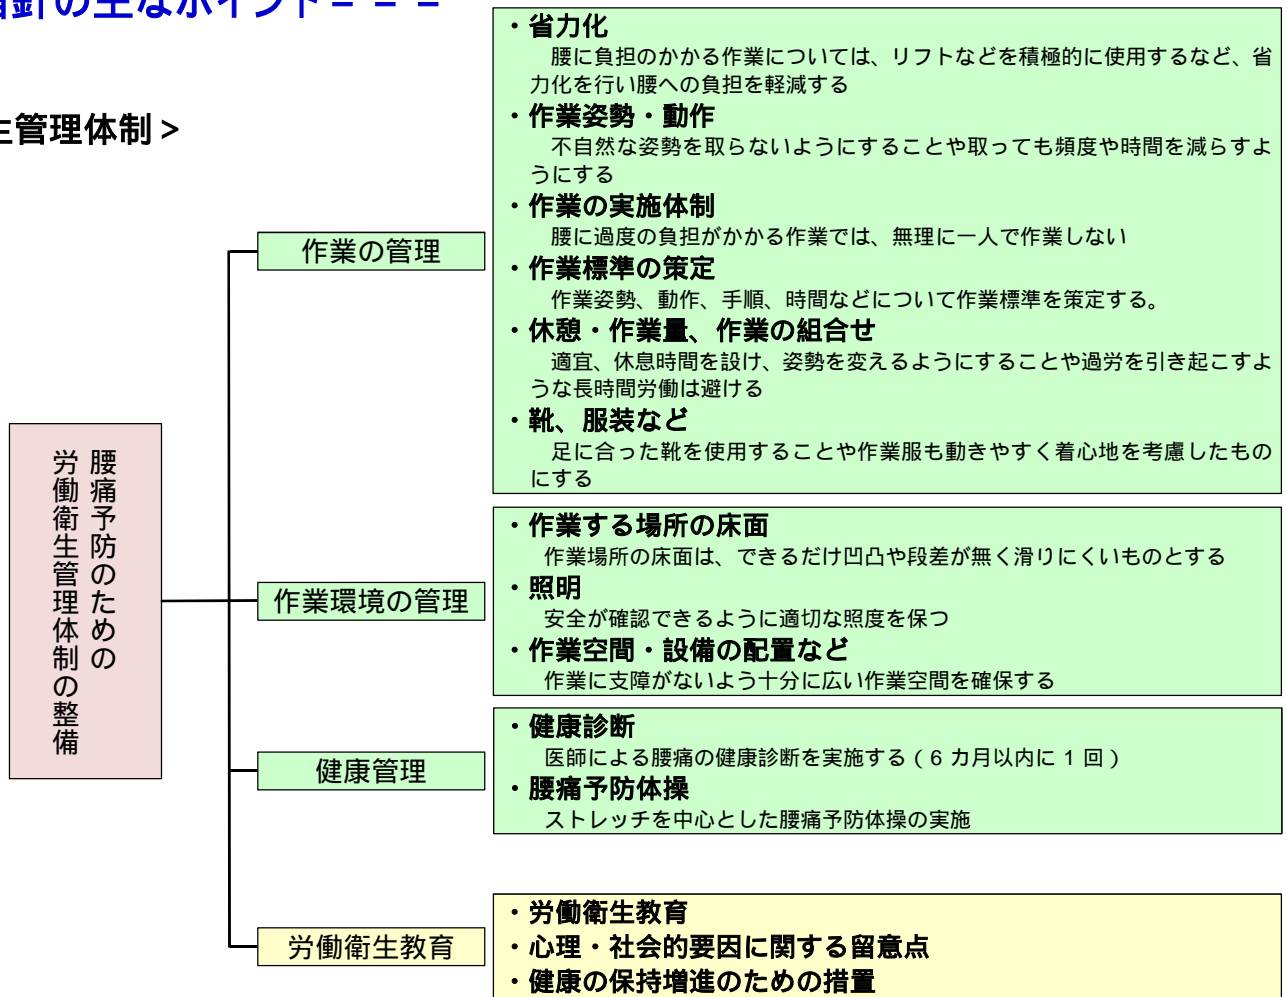 指針の主なポイント＝＝＝
生管理体制＞
腰痛予防のための
労働衛生管理体制の整備
作業の管理
・省力化
腰に負担のかかる作業については、リフトなどを積極的に使用するなど、省
力化を行い腰への負担を軽減する
・作業姿勢・動作
不自然な姿勢を取らないようにすることや取っても頻度や時間を減らすよ
うにする
・作業の実施体制
腰に過度の負担がかかる作業では、無理に一人で作業しない
・作業標準の策定
作業姿勢、動作、手順、時間などについて作業標準を策定する。
・休憩・作業量、作業の組合せ
適宜、休息時間を設け、姿勢を変えるようにすることや過労を引き起こすよ
うな長時間労働は避ける
・靴、服装など
足に合った靴を使用することや作業服も動きやすく着心地を考慮したもの
にする
作業環境の管理
・作業する場所の床面
作業場所の床面は、できるだけ凹凸や段差が無く滑りにくいものとする
・照明
安全が確認できるように適切な照度を保つ
・作業空間・設備の配置など
作業に支障がないよう十分に広い作業空間を確保する
健康管理
・健康診断
医師による腰痛の健康診断を実施する（６カ月以内に１回）
・腰痛予防体操
ストレッチを中心とした腰痛予防体操の実施
労働衛生教育
・労働衛生教育
・心理・社会的要因に関する留意点
・健康の保持増進のための措置